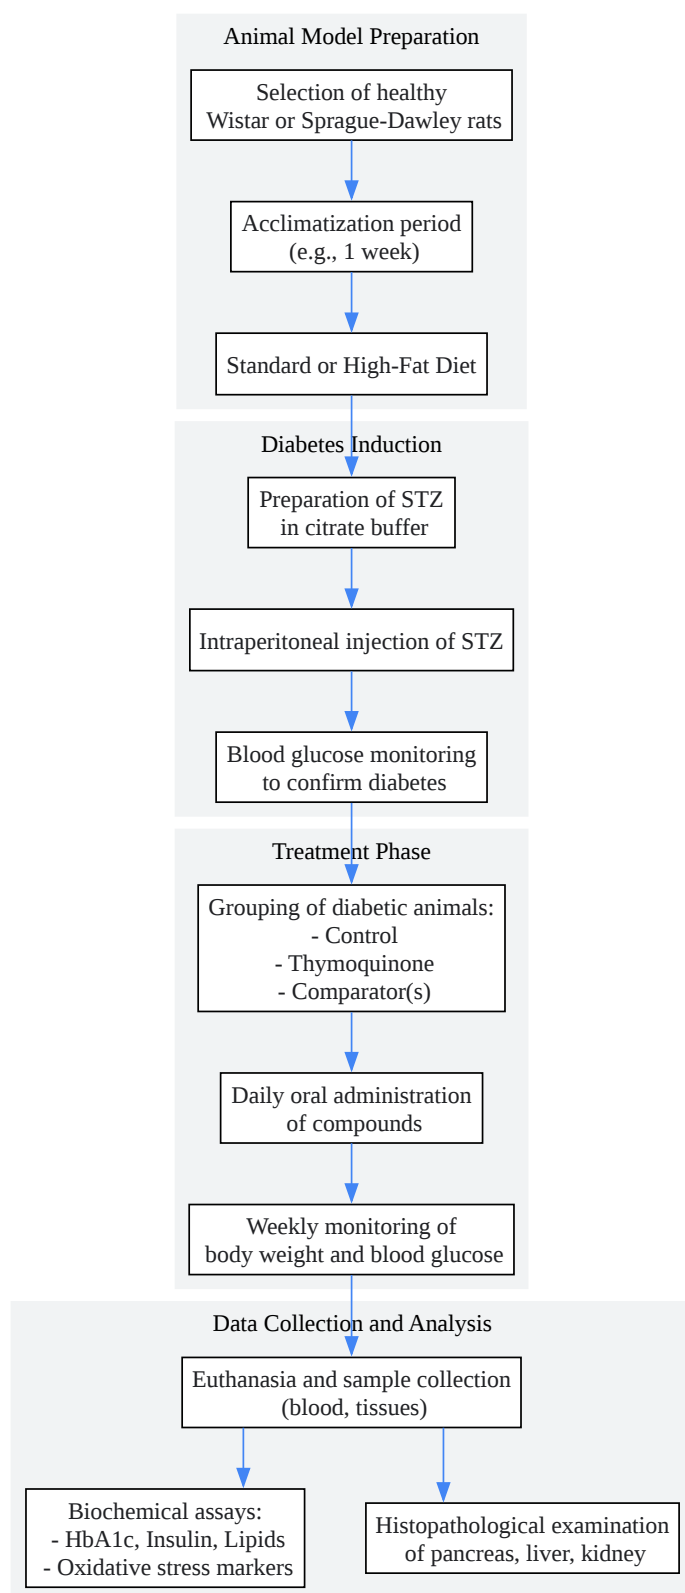 Animal Model Preparation
Selection of healthy
Wistar or Sprague-Dawley rats
Acclimatization period
(e.g., 1 week)
Standard or High-Fat Diet
Diabetes Induction
Preparation of STZ
in citrate buffer
Intraperitoneal injection of STZ
Blood glucose monitoring
to confirm diabetes
Treatment Phase
Grouping of diabetic animals:
- Control
- Thymoquinone
- Comparator(s)
Daily oral administration
of compounds
Weekly monitoring of
body weight and blood glucose
Data Collection and Analysis
Euthanasia and sample collection
(blood, tissues)
Biochemical assays:
- HbA1c, Insulin, Lipids
- Oxidative stress markers
Histopathological examination
of pancreas, liver, kidney